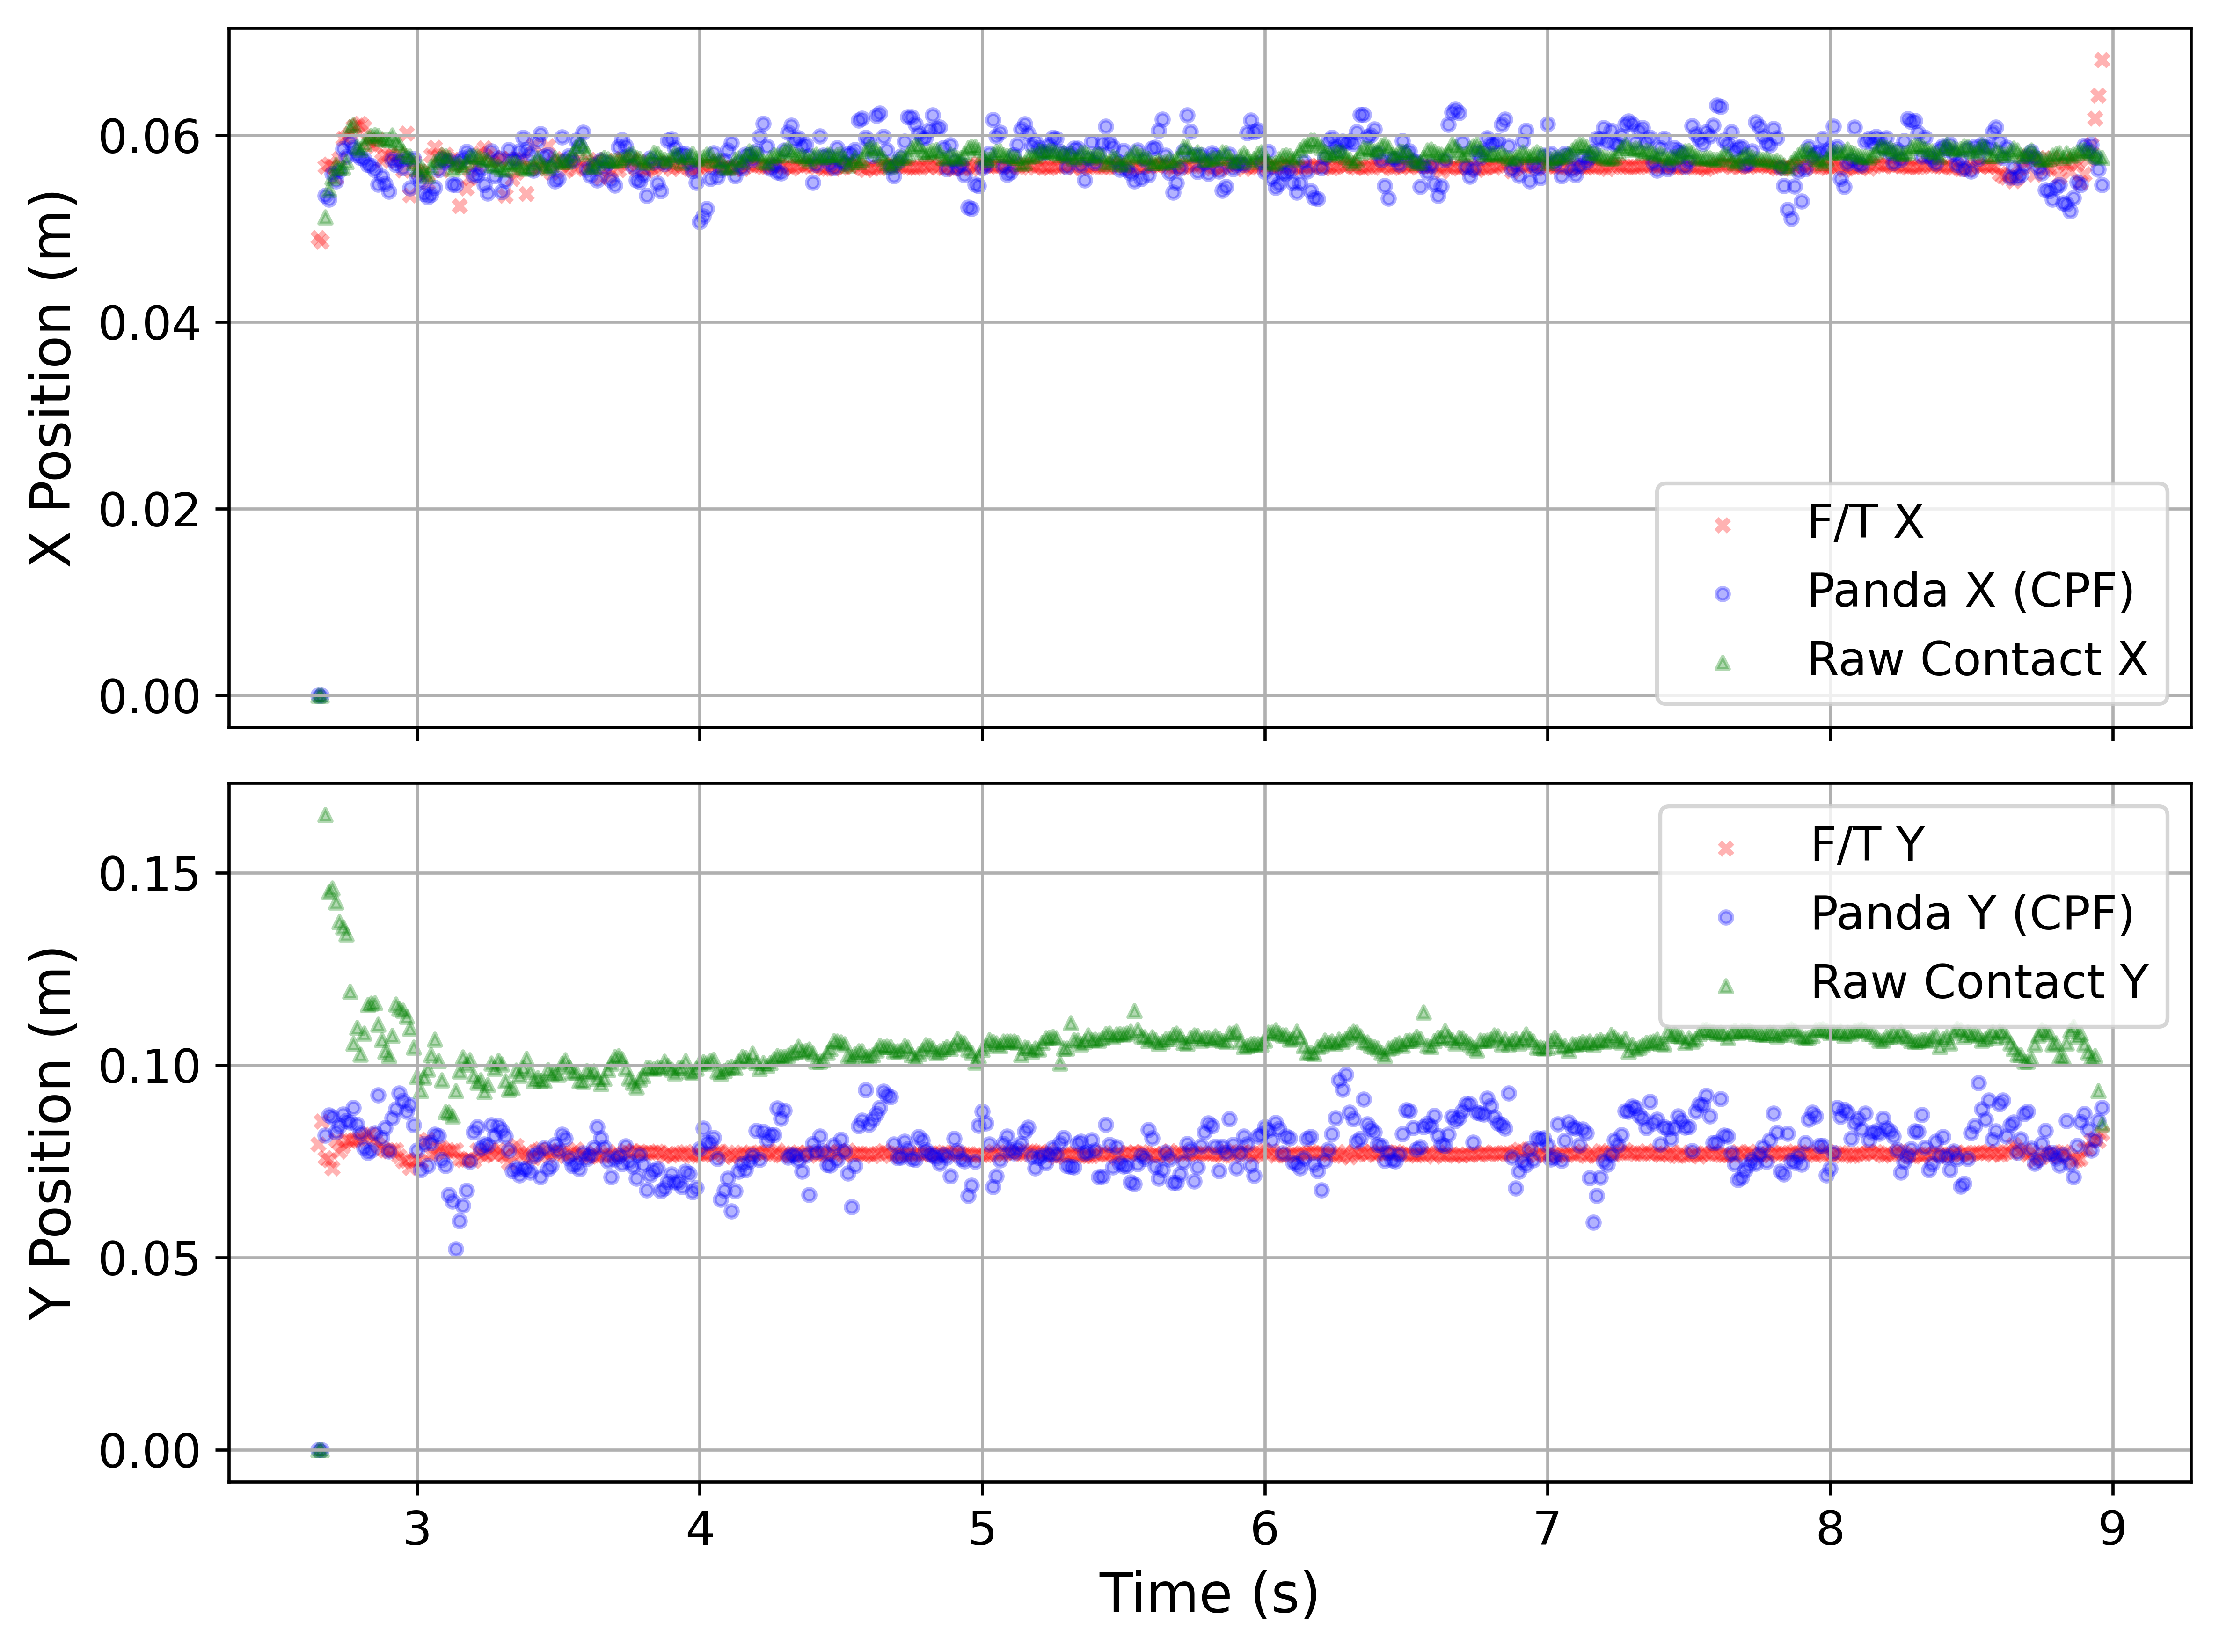 X Position (m)
0.06
0.04
0.02
0.00
F/T X
Panda X (CPF)
Raw Contact X
Y Position (m)
0.15
0.10
0.05
0.00
F/T Y
Panda Y (CPF)
Raw Contact Y
3 4 5 6 7 8 9
Time (s)